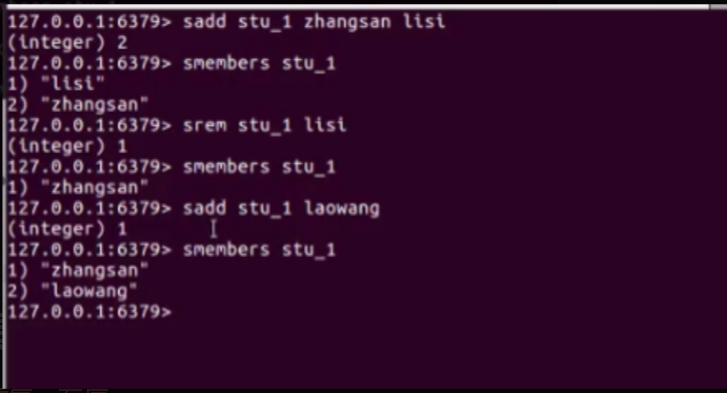 127.0.0.1:6379> sadd stu_1 zhangsan lisi
(integer) 2
127.0.0.1:6379> smembers stu_1
1) "lisi"
2) "zhangsan"
127.0.0.1:6379> srem stu_1 lisi
(integer) 1
127.0.0.1:6379> smembers stu_1
1) "zhangsan"
127.0.0.1:6379> sadd stu_1 laowang
(integer) 1
127.0.0.1:6379> smembers stu_1
1) "zhangsan"
2) "laowang"
127.0.0.1:6379>